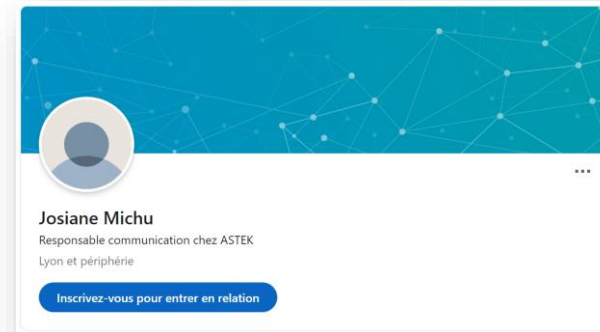 Josiane Michu
Responsable communication chez ASTEK
Lyon et périphérie
Inscrivez-vous pour entrer en relation